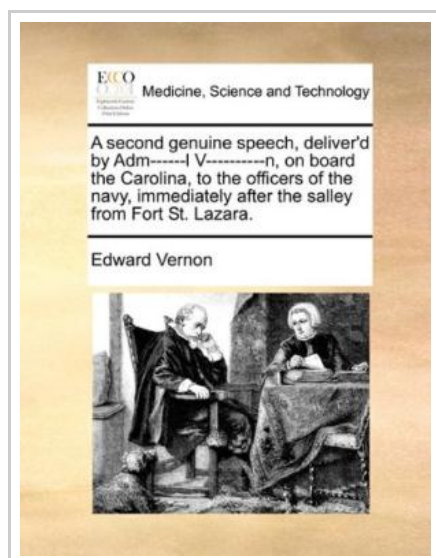 ECCO
Medicine, Science and Technology
A second genuine speech, deliver'd
by Adm------l V----------n, on board
the Carolina, to the officers of the
navy, immediately after the salley
from Fort St. Lazara.
Edward Vernon